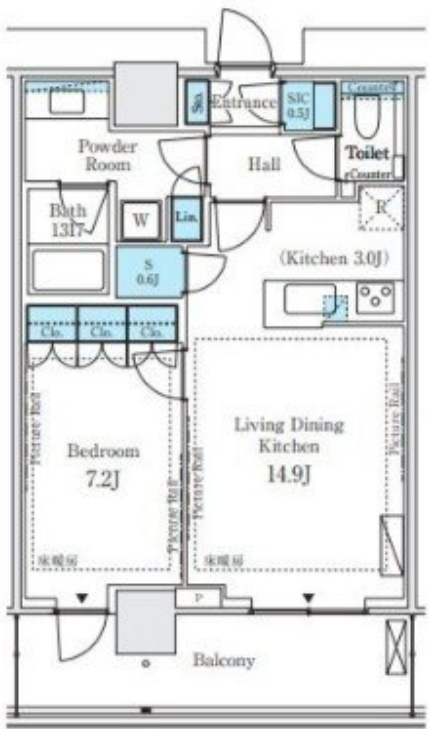 Counter
Sto.
Entrance
SIC
0.5J
Toilet
Counter
Powder
Room
Hall
Bath
1317
W
Lin.
R
S
0.6J
(Kitchen 3.0J)
Clo. Clo. Clo.
Picture Rail
Picture Rail
Bedroom
7.2J
Living Dining
Kitchen
14.9J
Picture Rail
Picture Rail
床暖房
床暖房
P
Balcony